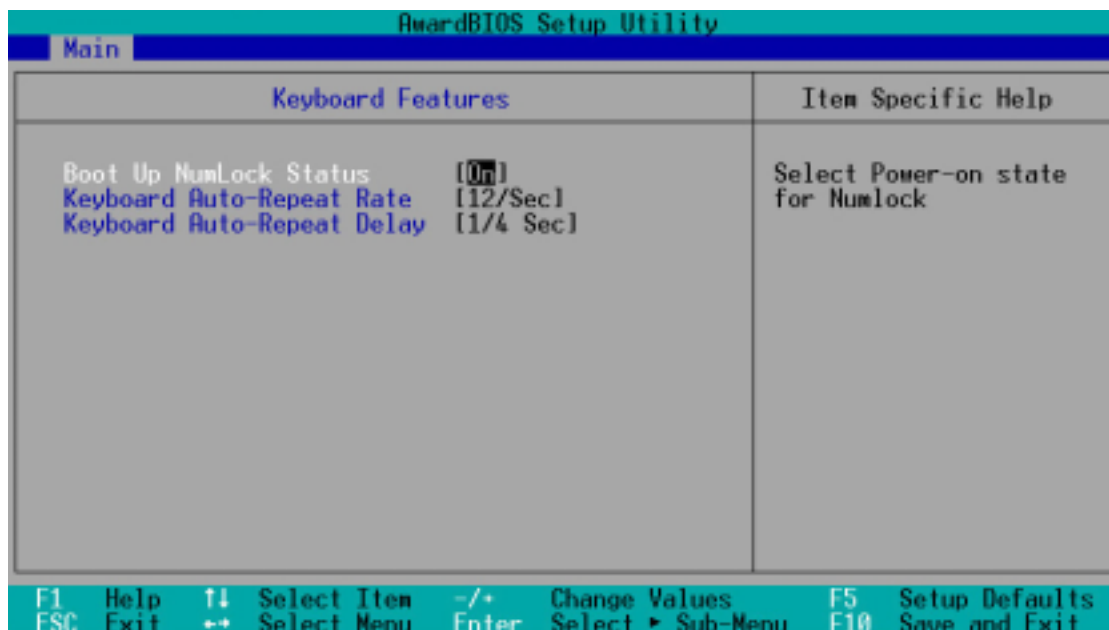 AwardBIOS Setup Utility
Main
Keyboard Features
Item Specific Help
Boot Up NumLock Status [On]
Keyboard Auto-Repeat Rate [12/Sec]
Keyboard Auto-Repeat Delay [1/4 Sec]
Select Power-on state
for Numlock
F1 Help ↑↓ Select Item -/+ Change Values F5 Setup Defaults
ESC Exit ←→ Select Menu Enter Select ► Sub-Menu F10 Save and Exit